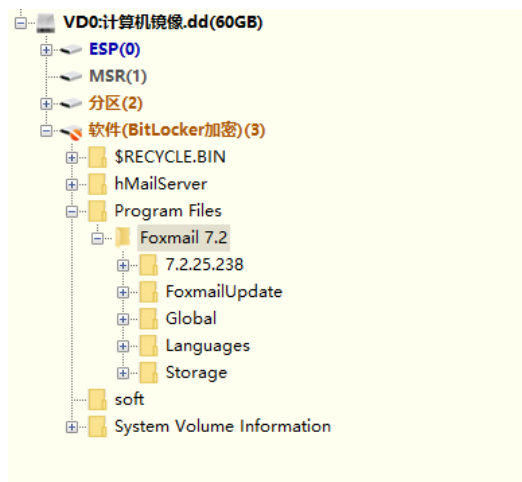 VD0:计算机镜像.dd(60GB)
ESP(0)
MSR(1)
分区(2)
软件(BitLocker加密)(3)
$RECYCLE.BIN
hMailServer
Program Files
Foxmail 7.2
7.2.25.238
FoxmailUpdate
Global
Languages
Storage
soft
System Volume Information